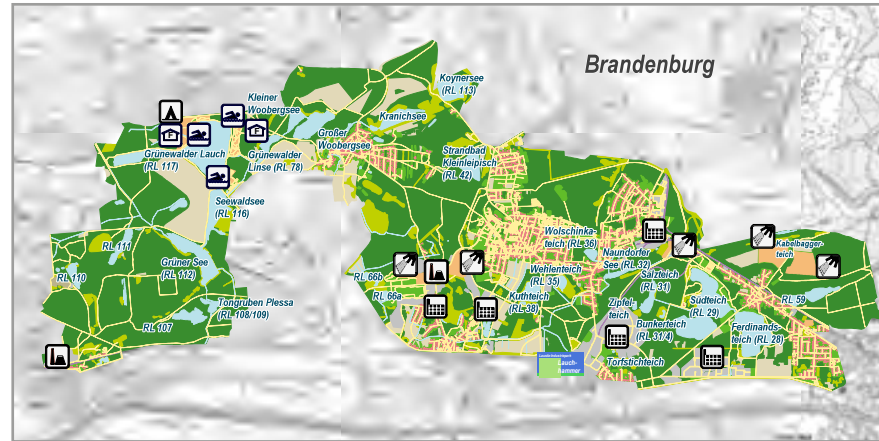 Brandenburg
Koynersee
(RL 113)
Kleiner
Woobergsee
Kranichsee
Großer
Woobergsee
Grünewalder Lauch
(RL 117)
Grünewalder
Linse (RL 78)
Strandbad
Kleinleipisch
(RL 42)
Seewaldsee
(RL 116)
RL 111
RL 110
Grüner See
(RL 112)
Tongruben Plessa
(RL 108/109)
RL 107
Wolschinka-
teich (RL 36)
Naundorfer
See (RL 32)
Kabelbagger-
teich
RL 66b
RL 66a
Wehlenteich
(RL 35)
Salzteich
(RL 31)
Kuthteich
(RL 38)
Zipfel-
teich
Südteich
(RL 29)
RL 59
Bunkerteich
(RL 31/4)
Ferdinands-
teich (RL 28)
Torfstichteich
Lauch-
hammer
F
F